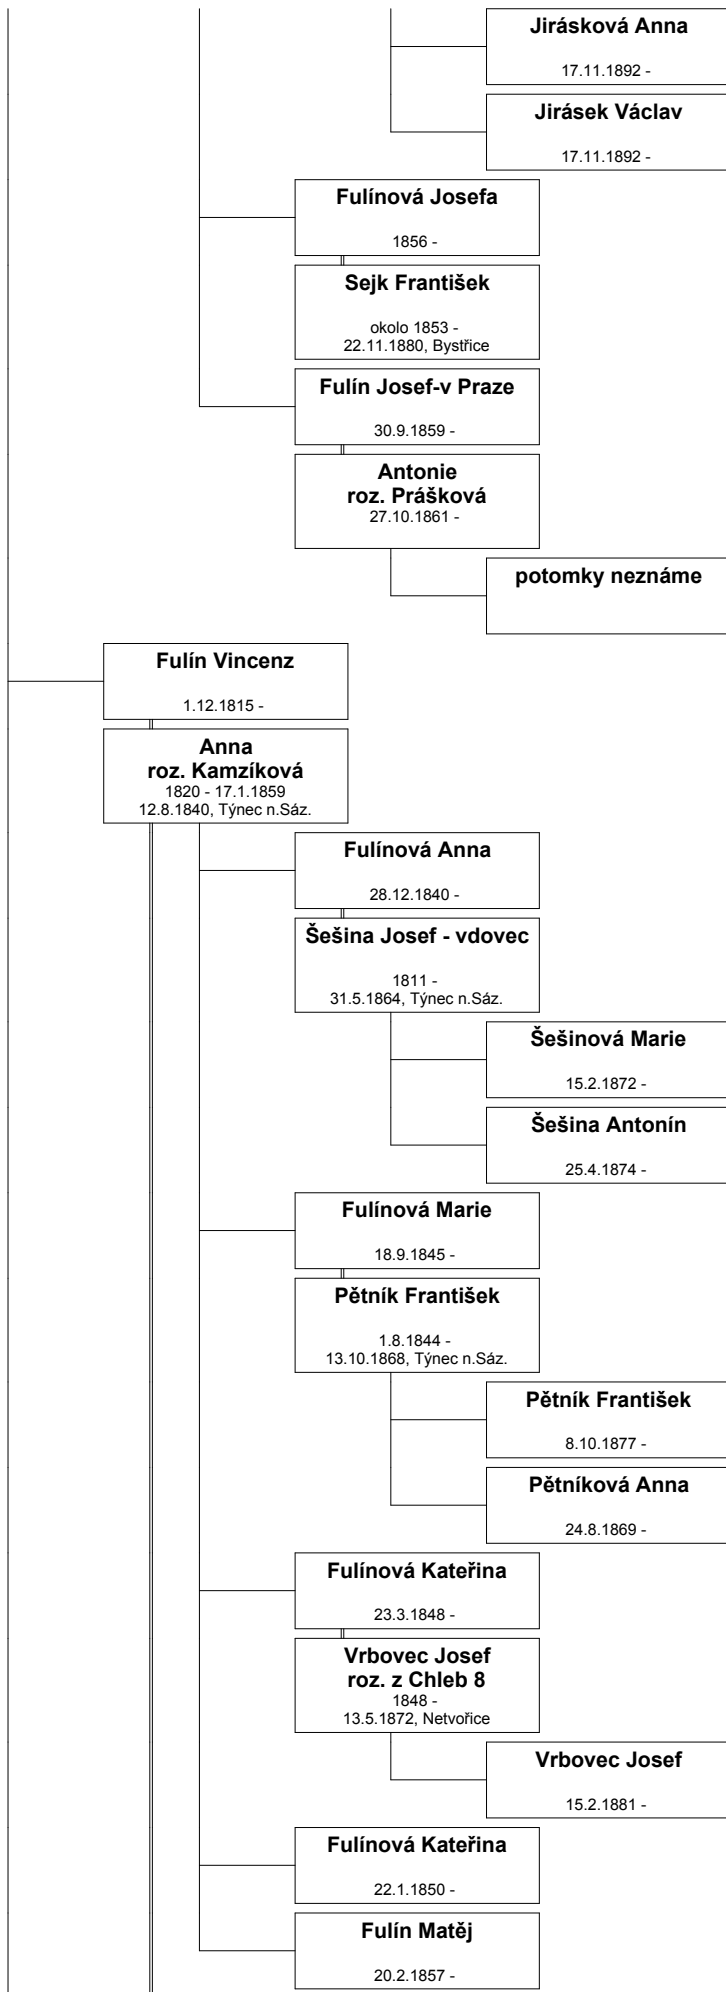 Jirásková Anna
17.11.1892 -
Jirásek Václav
17.11.1892 -
Fulínová Josefa
1856 -
Sejk František
okolo 1853 -
22.11.1880, Bystřice
Fulín Josef-v Praze
30.9.1859 -
Antonie
roz. Prášková
27.10.1861 -
potomky neznáme
Fulín Vincenz
1.12.1815 -
Anna
roz. Kamzíková
1820 - 17.1.1859
12.8.1840, Týnec n.Sáz.
Fulínová Anna
28.12.1840 -
Šešina Josef - vdovec
1811 -
31.5.1864, Týnec n.Sáz.
Šešinová Marie
15.2.1872 -
Šešina Antonín
25.4.1874 -
Fulínová Marie
18.9.1845 -
Pětník František
1.8.1844 -
13.10.1868, Týnec n.Sáz.
Pětník František
8.10.1877 -
Pětníková Anna
24.8.1869 -
Fulínová Kateřina
23.3.1848 -
Vrbovec Josef
roz. z Chleb 8
1848 -
13.5.1872, Netvořice
Vrbovec Josef
15.2.1881 -
Fulínová Kateřina
22.1.1850 -
Fulín Matěj
20.2.1857 -